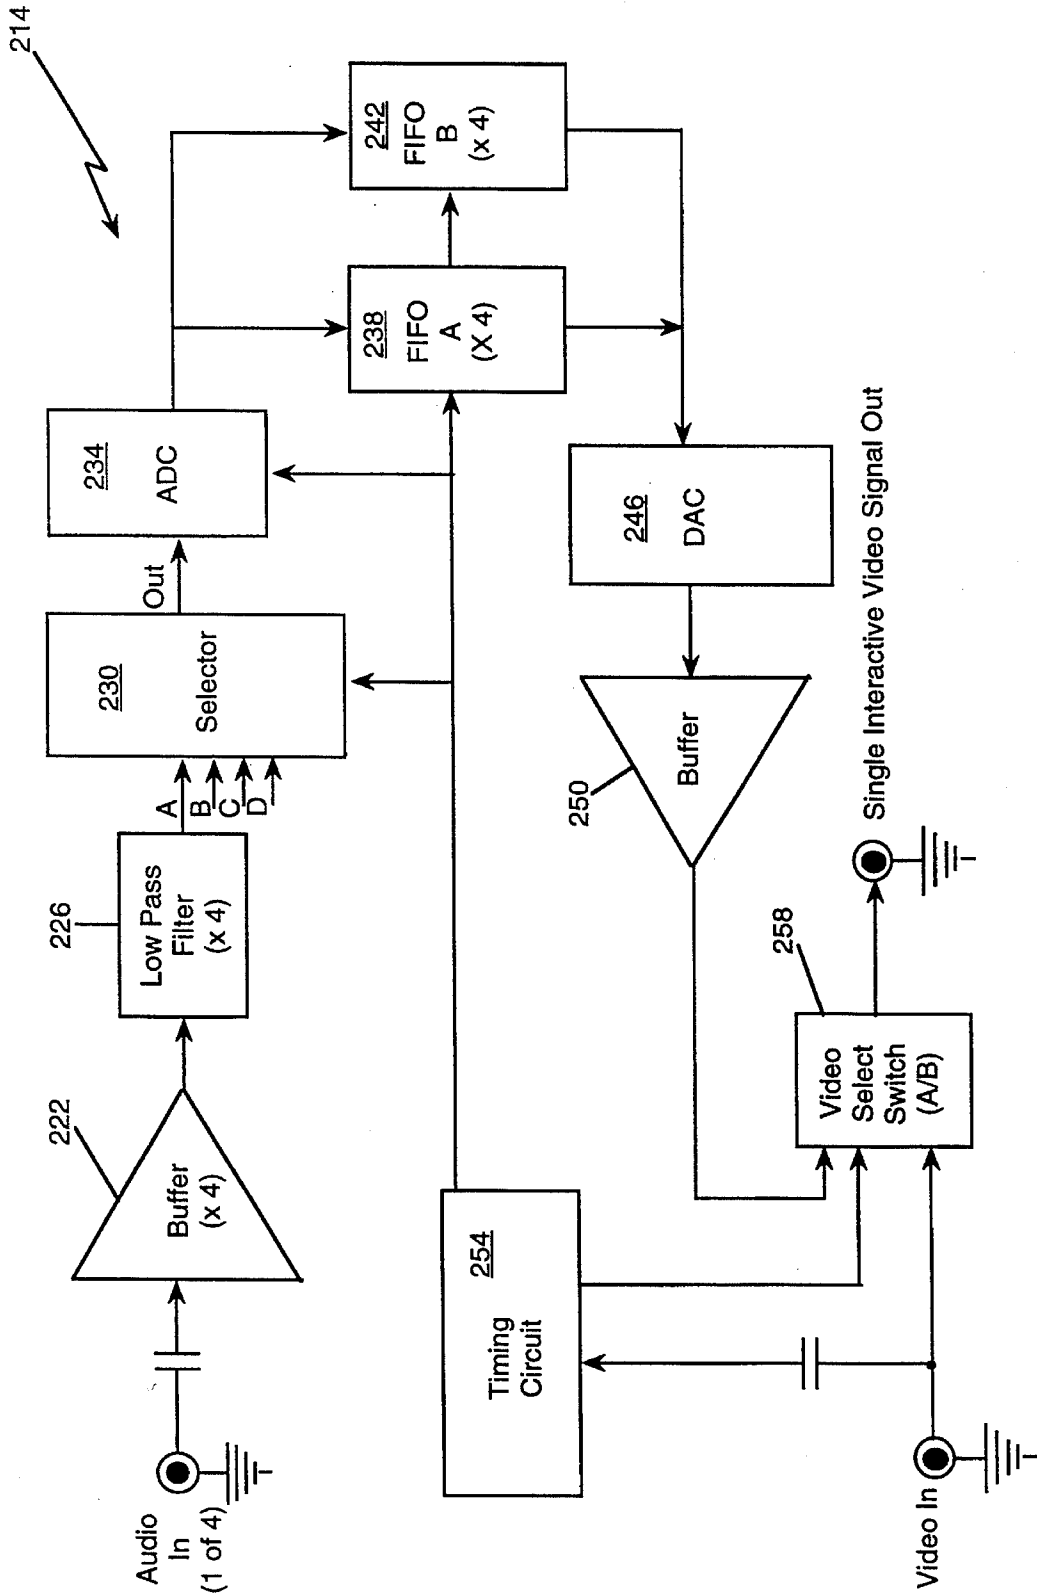 214
Audio
In
(1 of 4)
222
Buffer
(x 4)
226
Low Pass
Filter
(x 4)
A
B
C
D
230
Selector
Out
234
ADC
238
FIFO
A
(X 4)
242
FIFO
B
(x 4)
254
Timing
Circuit
250
Buffer
246
DAC
Video In
258
Video
Select
Switch
(A/B)
Single Interactive Video Signal Out